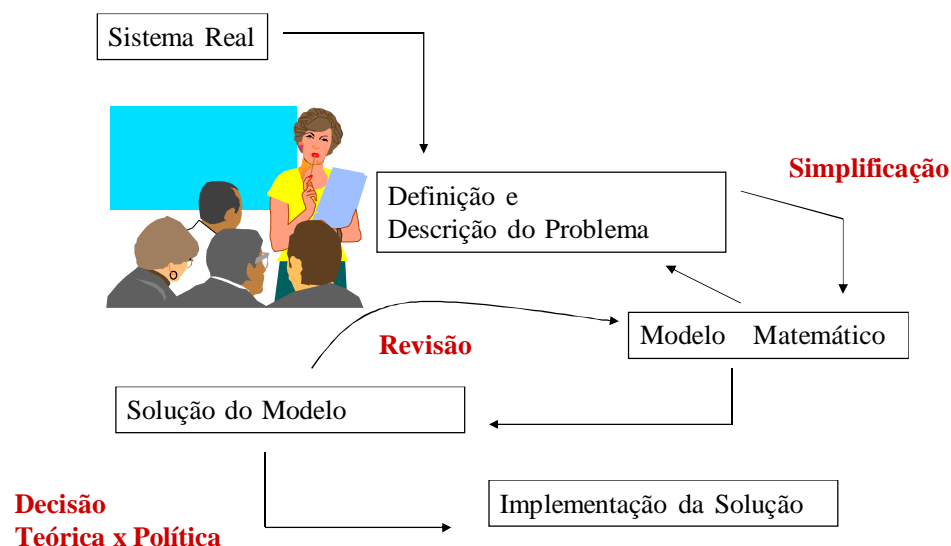 Sistema Real
Simplificação
Definição e
Descrição do Problema
Modelo Matemático
Revisão
Solução do Modelo
Implementação da Solução
Decisão
Teórica x Política